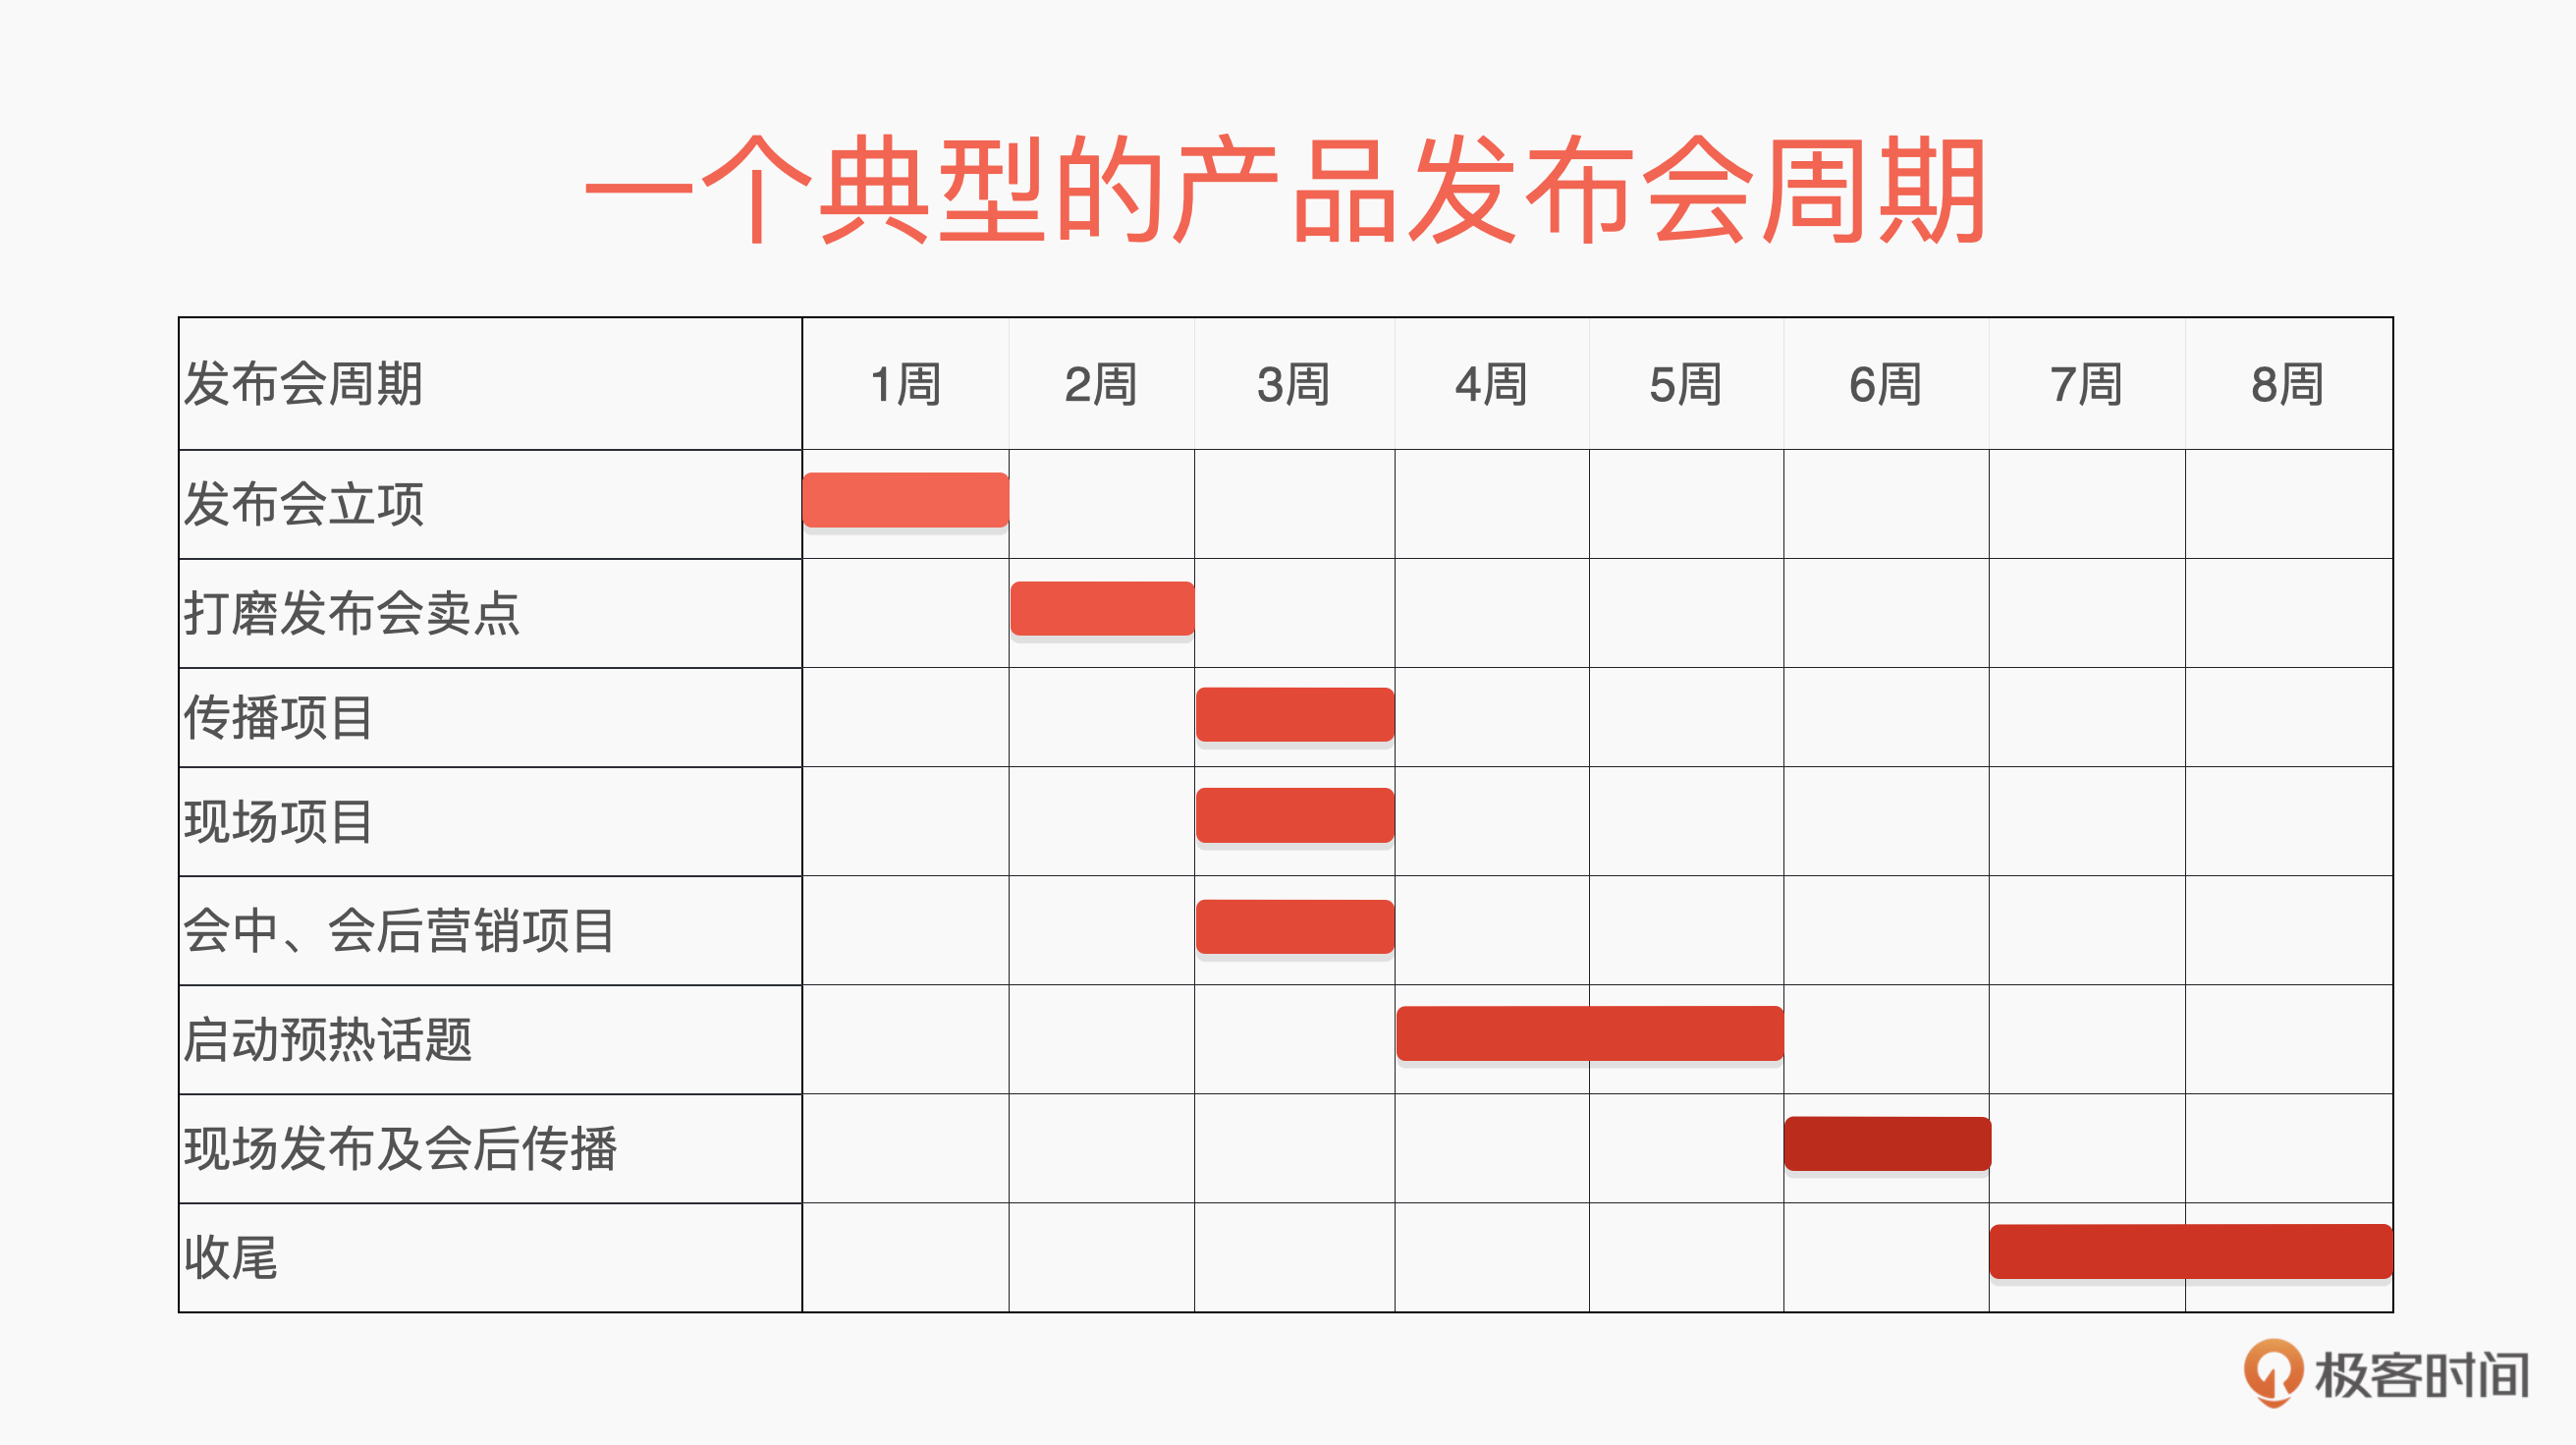 一个典型的产品发布会周期
发布会周期 1周 2周 3周 4周 5周 6周 7周 8周
发布会立项
打磨发布会卖点
传播项目
现场项目
会中、会后营销项目
启动预热话题
现场发布及会后传播
收尾
极客时间